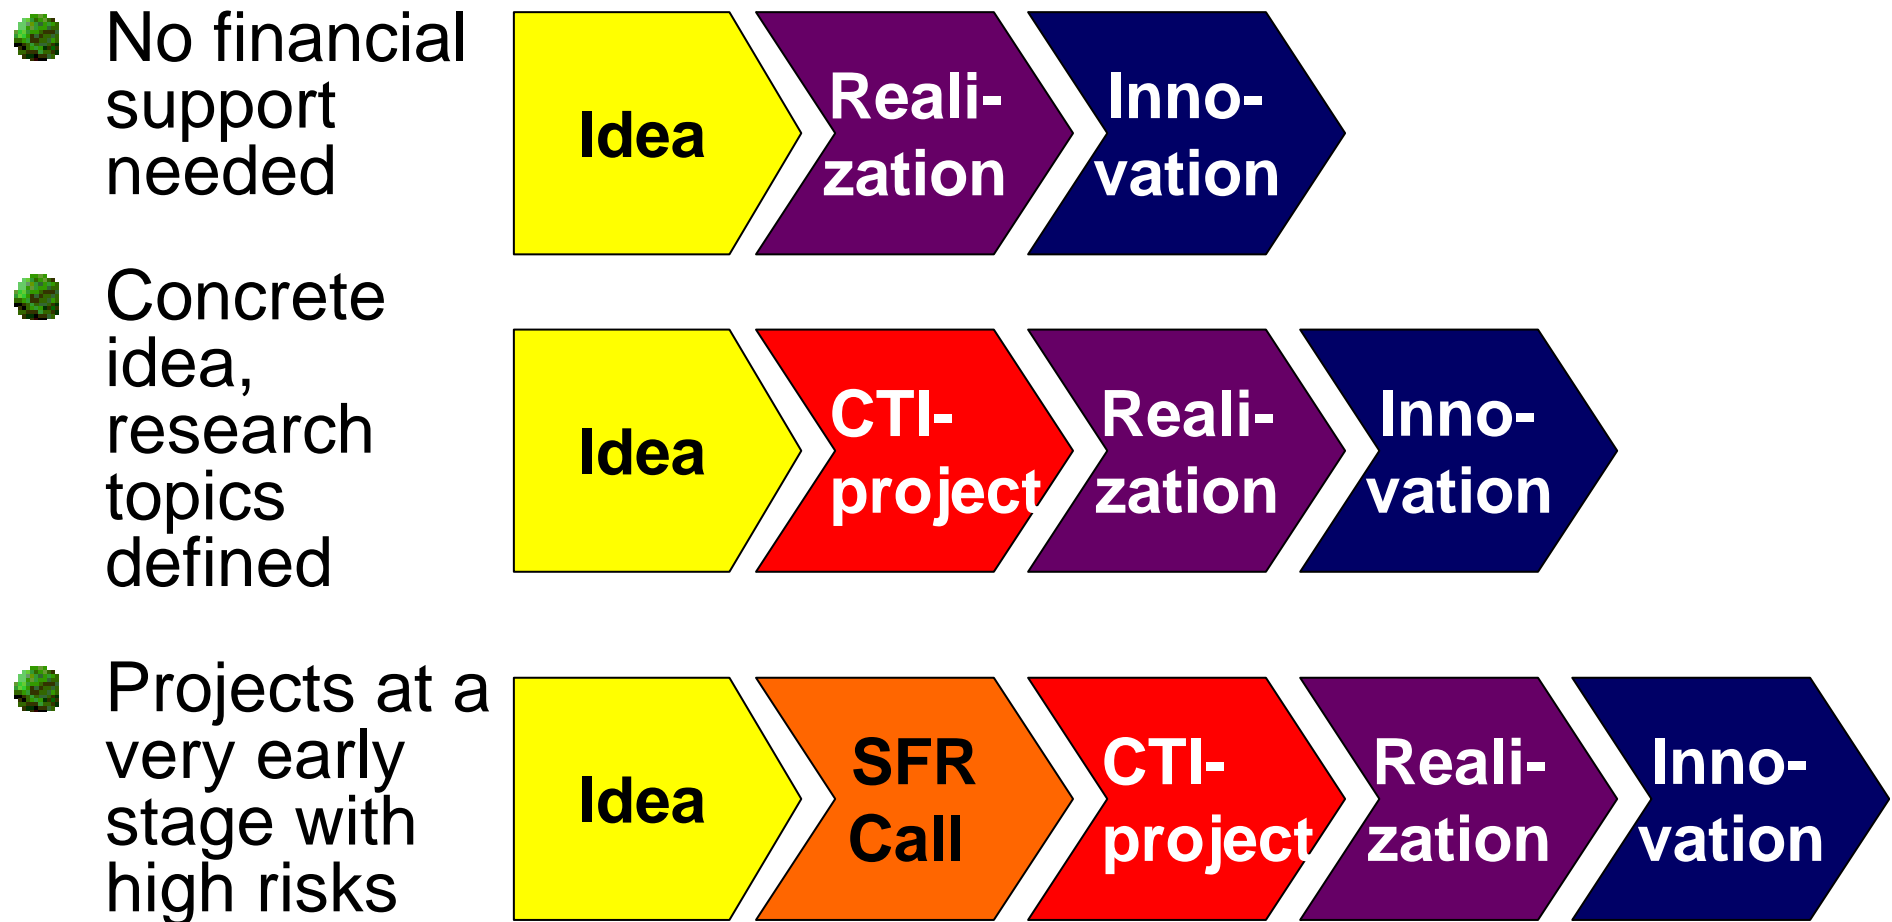 No financial
support
needed
Idea
Reali-
zation
Inno-
vation
Concrete
idea,
research
topics
defined
Idea
CTI-
project
Reali-
zation
Inno-
vation
Projects at a
very early
stage with
high risks
Idea
SFR
Call
CTI-
project
Reali-
zation
Inno-
vation